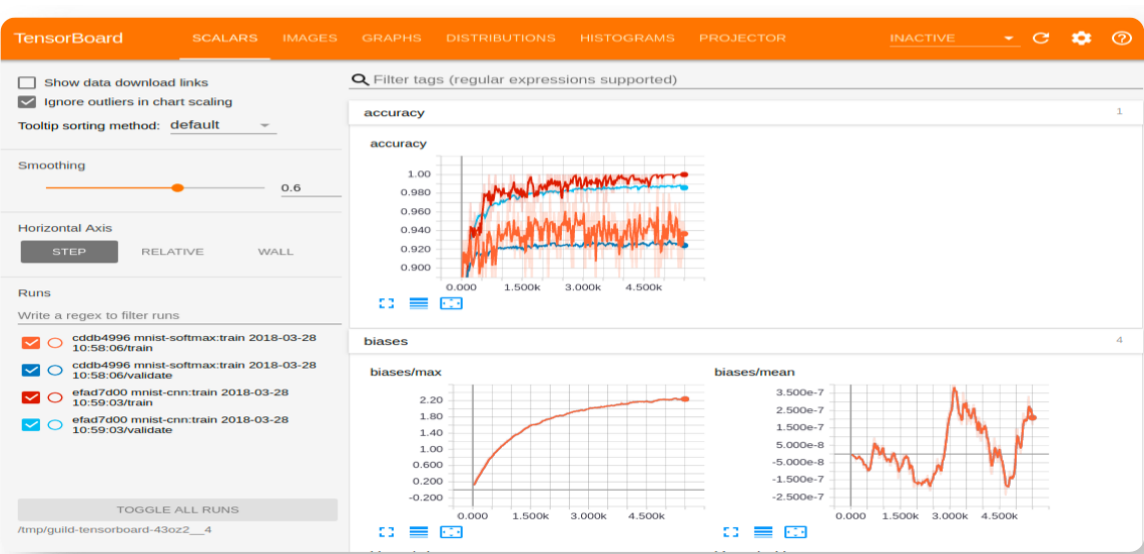 TensorBoard SCALARS IMAGES GRAPHS DISTRIBUTIONS HISTOGRAMS PROJECTOR INACTIVE
Show data download links
Ignore outliers in chart scaling
Tooltip sorting method: default
Smoothing
0.6
Horizontal Axis
STEP RELATIVE WALL
Runs
Write a regex to filter runs
cddb4996 mnist-softmax:train 2018-03-28
10:58:06/train
cddb4996 mnist-softmax:train 2018-03-28
10:58:06/validate
efad7d00 mnist-cnn:train 2018-03-28
10:59:03/train
efad7d00 mnist-cnn:train 2018-03-28
10:59:03/validate
TOGGLE ALL RUNS
/tmp/guild-tensorboard-43oz2__4
Filter tags (regular expressions supported)
accuracy 1
accuracy
1.00
0.980
0.960
0.940
0.920
0.900
0.000 1.500k 3.000k 4.500k
biases 4
biases/max
2.20
1.80
1.40
1.00
0.600
0.200
-0.200
0.000 1.500k 3.000k 4.500k
biases/mean
3.500e-7
2.500e-7
1.500e-7
5.000e-8
-5.000e-8
-1.500e-7
-2.500e-7
0.000 1.500k 3.000k 4.500k